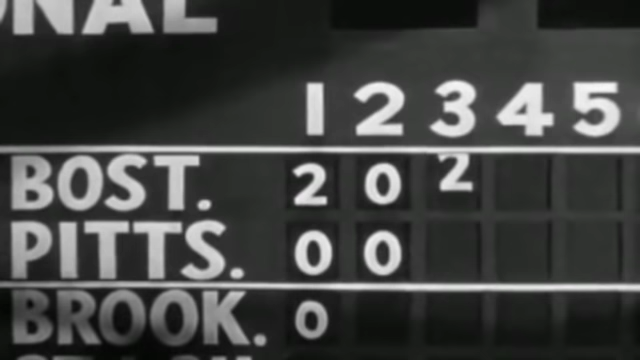 ONAL
1 2 3 4 5
BOST. 2 0 2
PITTS. 0 0
BROOK. 0